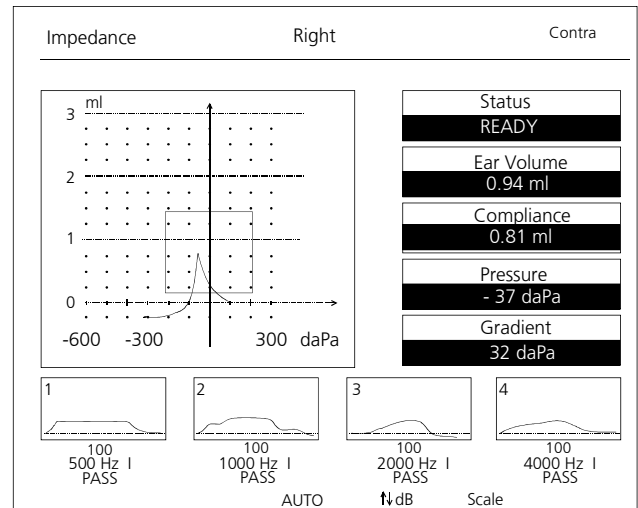 Impedance Right Contra
ml
3
2
1
0
-600 -300 300 daPa
Status
READY
Ear Volume
0.94 ml
Compliance
0.81 ml
Pressure
- 37 daPa
Gradient
32 daPa
1 2 3 4
100 100 100 100
500 Hz I 1000 Hz I 2000 Hz I 4000 Hz I
PASS PASS PASS PASS
AUTO ⇅ dB Scale